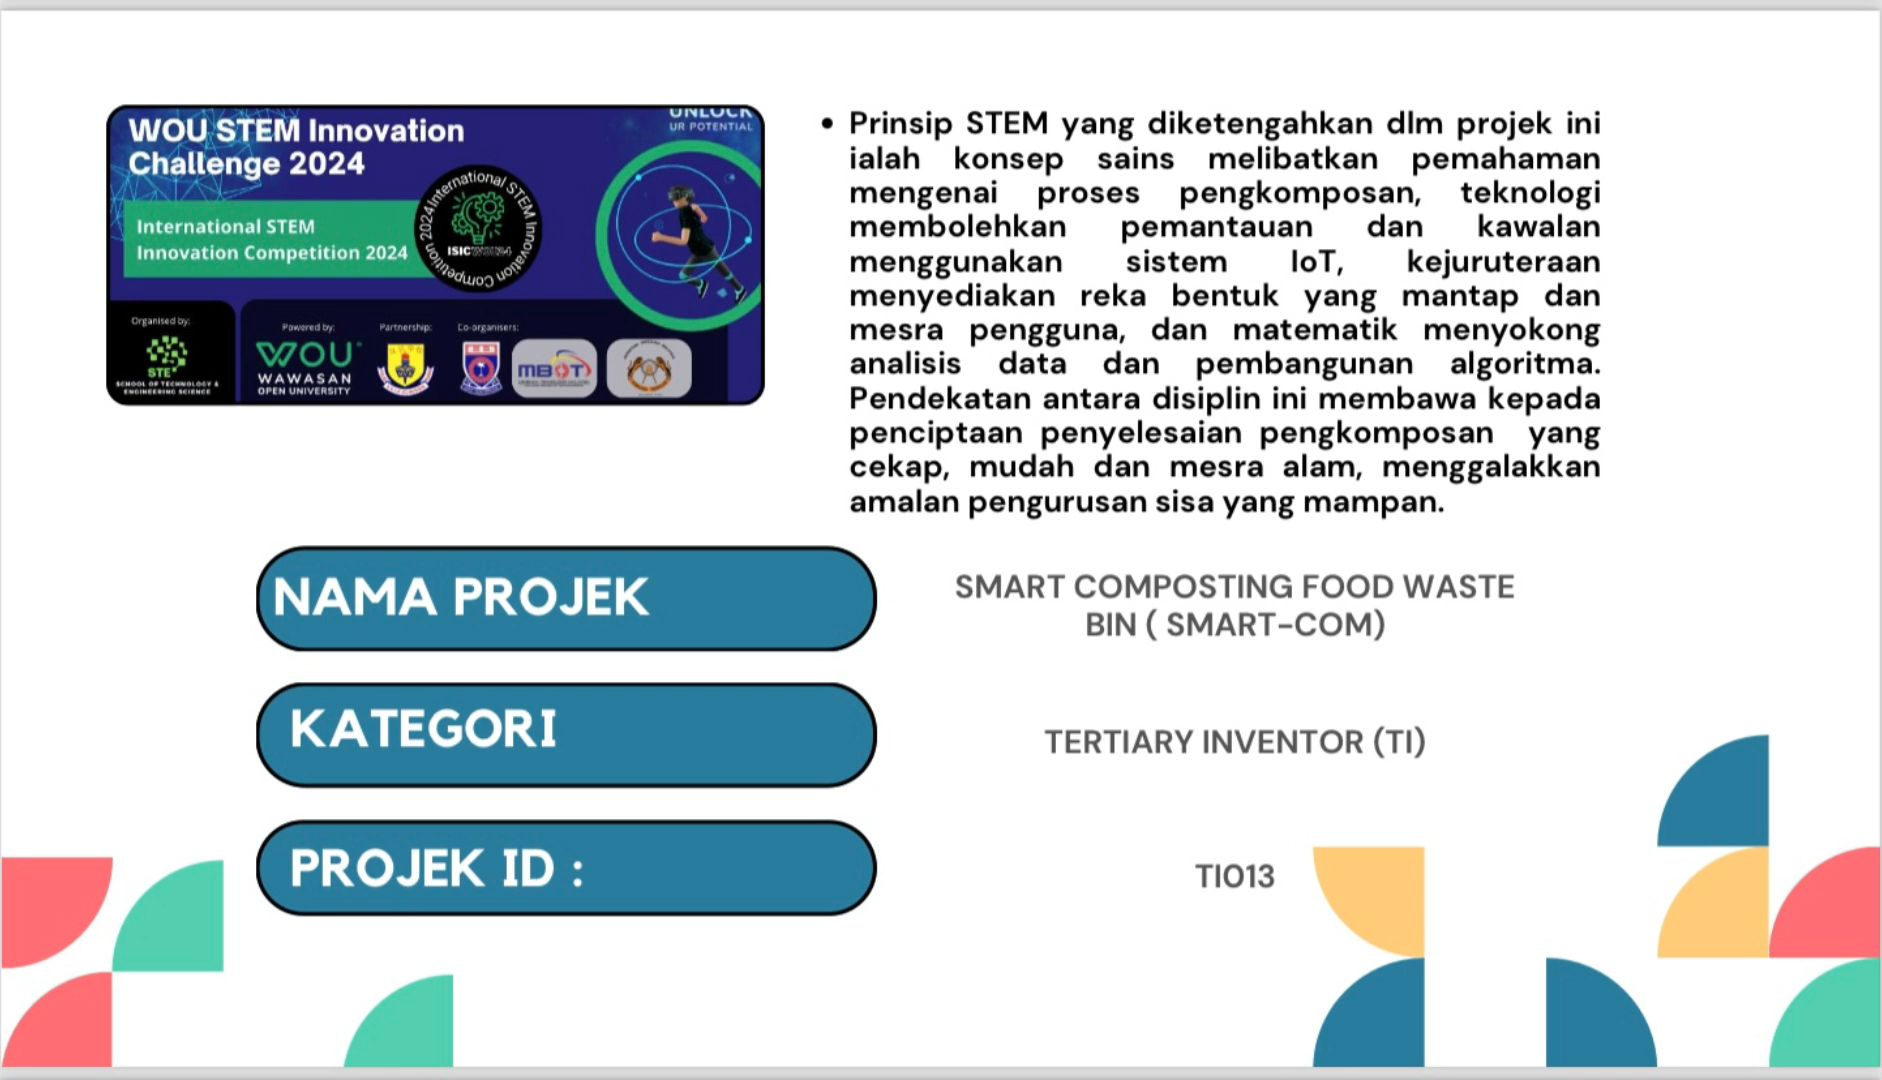 WOU STEM Innovation
Challenge 2024
UNLOCK
UR POTENTIAL
International STEM
Innovation Competition 2024
International STEM Innovation Competition 2024
Organised by:
STE
SCHOOL OF TECHNOLOGY &
ENGINEERING SCIENCE
Powered by:
WOU
WAWASAN
OPEN UNIVERSITY
Partnership:
Co-organisers:
MBOT
• Prinsip STEM yang diketengahkan dlm projek ini
ialah konsep sains melibatkan pemahaman
mengenai proses pengkomposan, teknologi
membolehkan pemantauan dan kawalan
menggunakan sistem IoT, kejuruteraan
menyediakan reka bentuk yang mantap dan
mesra pengguna, dan matematik menyokong
analisis data dan pembangunan algoritma.
Pendekatan antara disiplin ini membawa kepada
penciptaan penyelesaian pengkomposan yang
cekap, mudah dan mesra alam, menggalakkan
amalan pengurusan sisa yang mampan.
NAMA PROJEK
SMART COMPOSTING FOOD WASTE
BIN ( SMART-COM)
KATEGORI
TERTIARY INVENTOR (TI)
PROJEK ID :
TI013